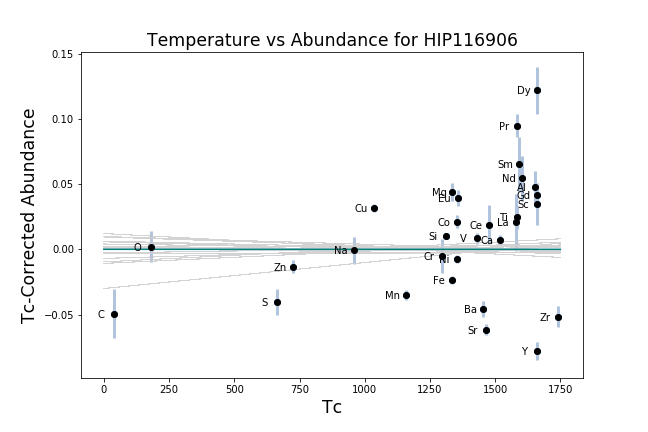 Temperature vs Abundance for HIP116906
Tc-Corrected Abundance
0.15
0.10
0.05
0.00
−0.05
Dy
Pr
Sm
Nd
Al
Mg
Eu
Gd
Sc
Cu
Ti
La
Co
Ce
Si
V
Ca
O
Na
Cr
Ni
Zn
Fe
Mn
S
Ba
C
Zr
Sr
Y
0
250
500
750
1000
1250
1500
1750
Tc